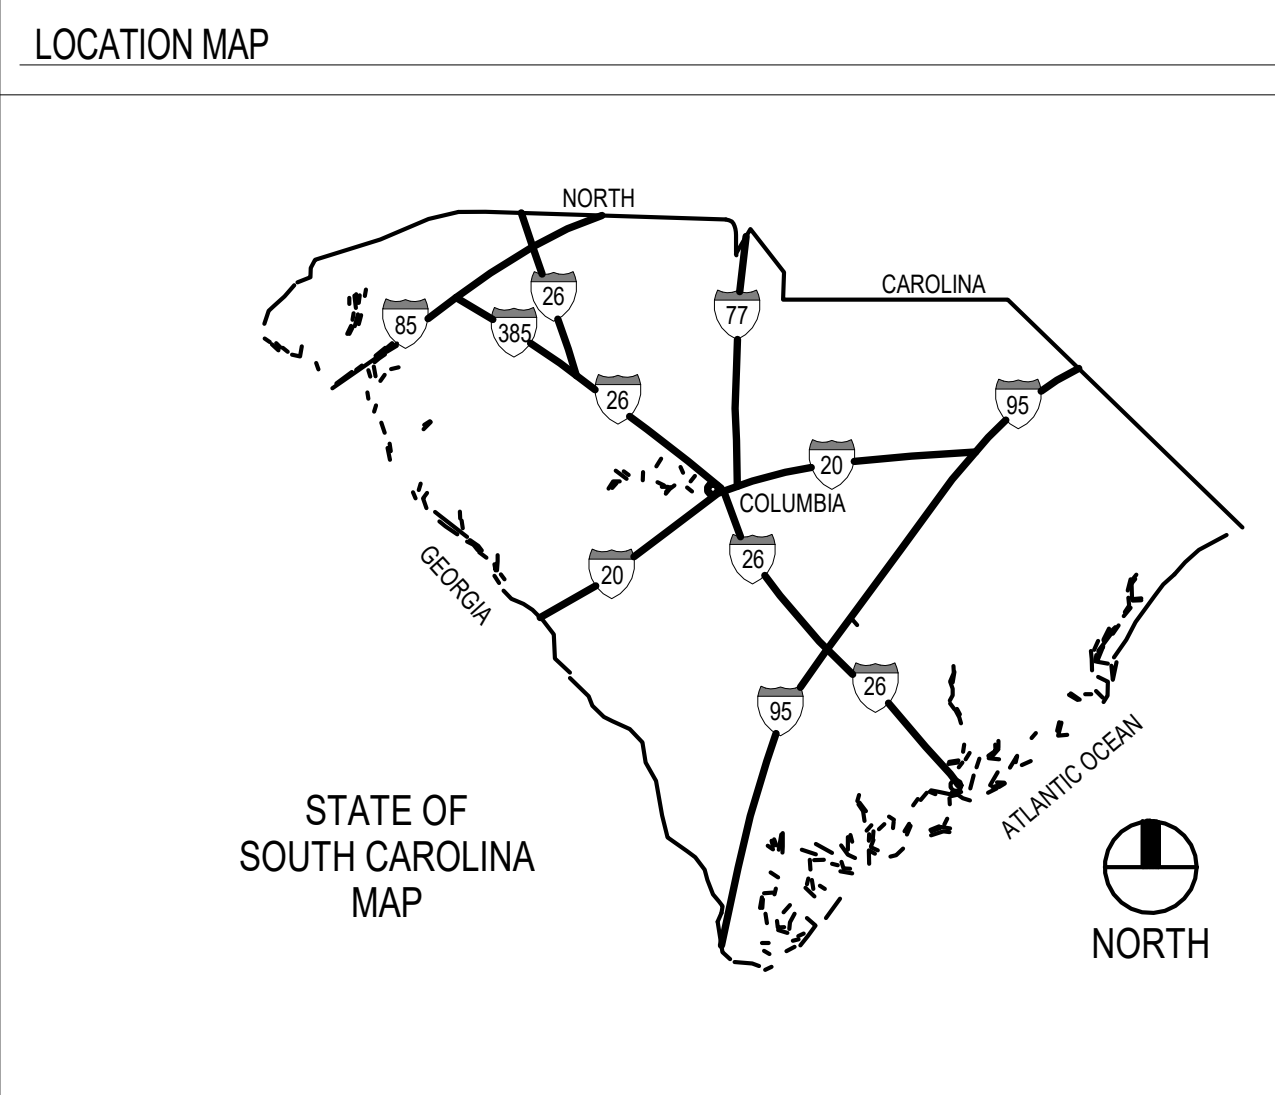 LOCATION MAP
NORTH
CAROLINA
26
77
85
385
26
95
20
COLUMBIA
26
20
GEORGIA
26
95
ATLANTIC OCEAN
STATE OF
SOUTH CAROLINA
MAP
NORTH